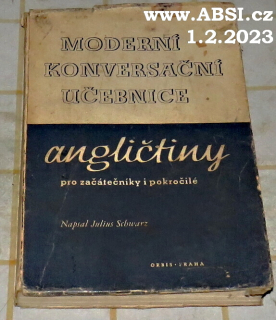 www.ABSI.cz
1.2.2023
MODERNÍ
KONVERSAČNÍ
UČEBNICE
angličtiny
pro začátečníky i pokročilé
Napsal Julius Schwarz
ORBIS - PRAHA